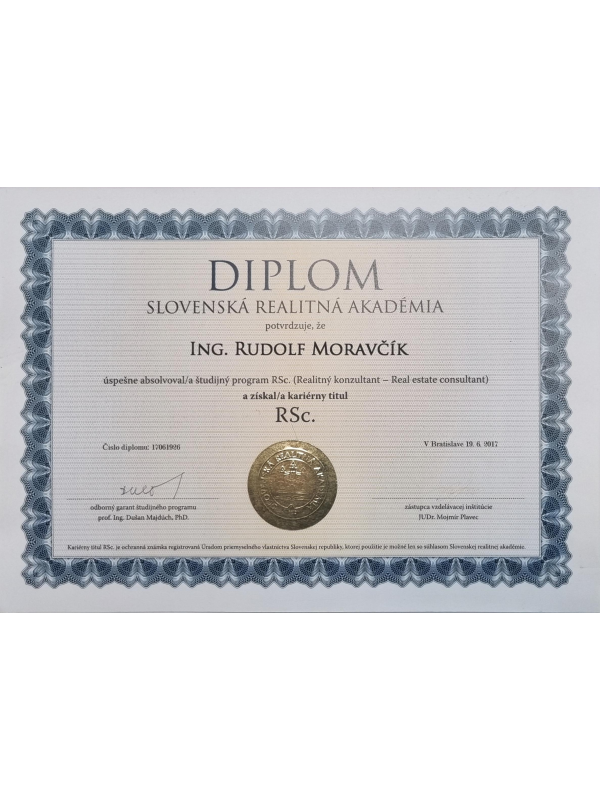 DIPLOM
SLOVENSKÁ REALITNÁ AKADÉMIA
potvrdzuje, že
ING. RUDOLF MORAVČÍK
úspešne absolvoval/a študijný program RSc. (Realitný konzultant – Real estate consultant)
a získal/a kariérny titul
RSc.
Číslo diplomu: 17061926
V Bratislave 19. 6. 2017
REALITNÁ AKADÉMIA
odborný garant študijného programu
prof. Ing. Dušan Majdúch, PhD.
zástupca vzdelávacej inštitúcie
JUDr. Mojmír Plavec
Kariérny titul RSc. je ochranná známka registrovaná Úradom priemyselného vlastníctva Slovenskej republiky, ktorej použitie je možné len so súhlasom Slovenskej realitnej akadémie.